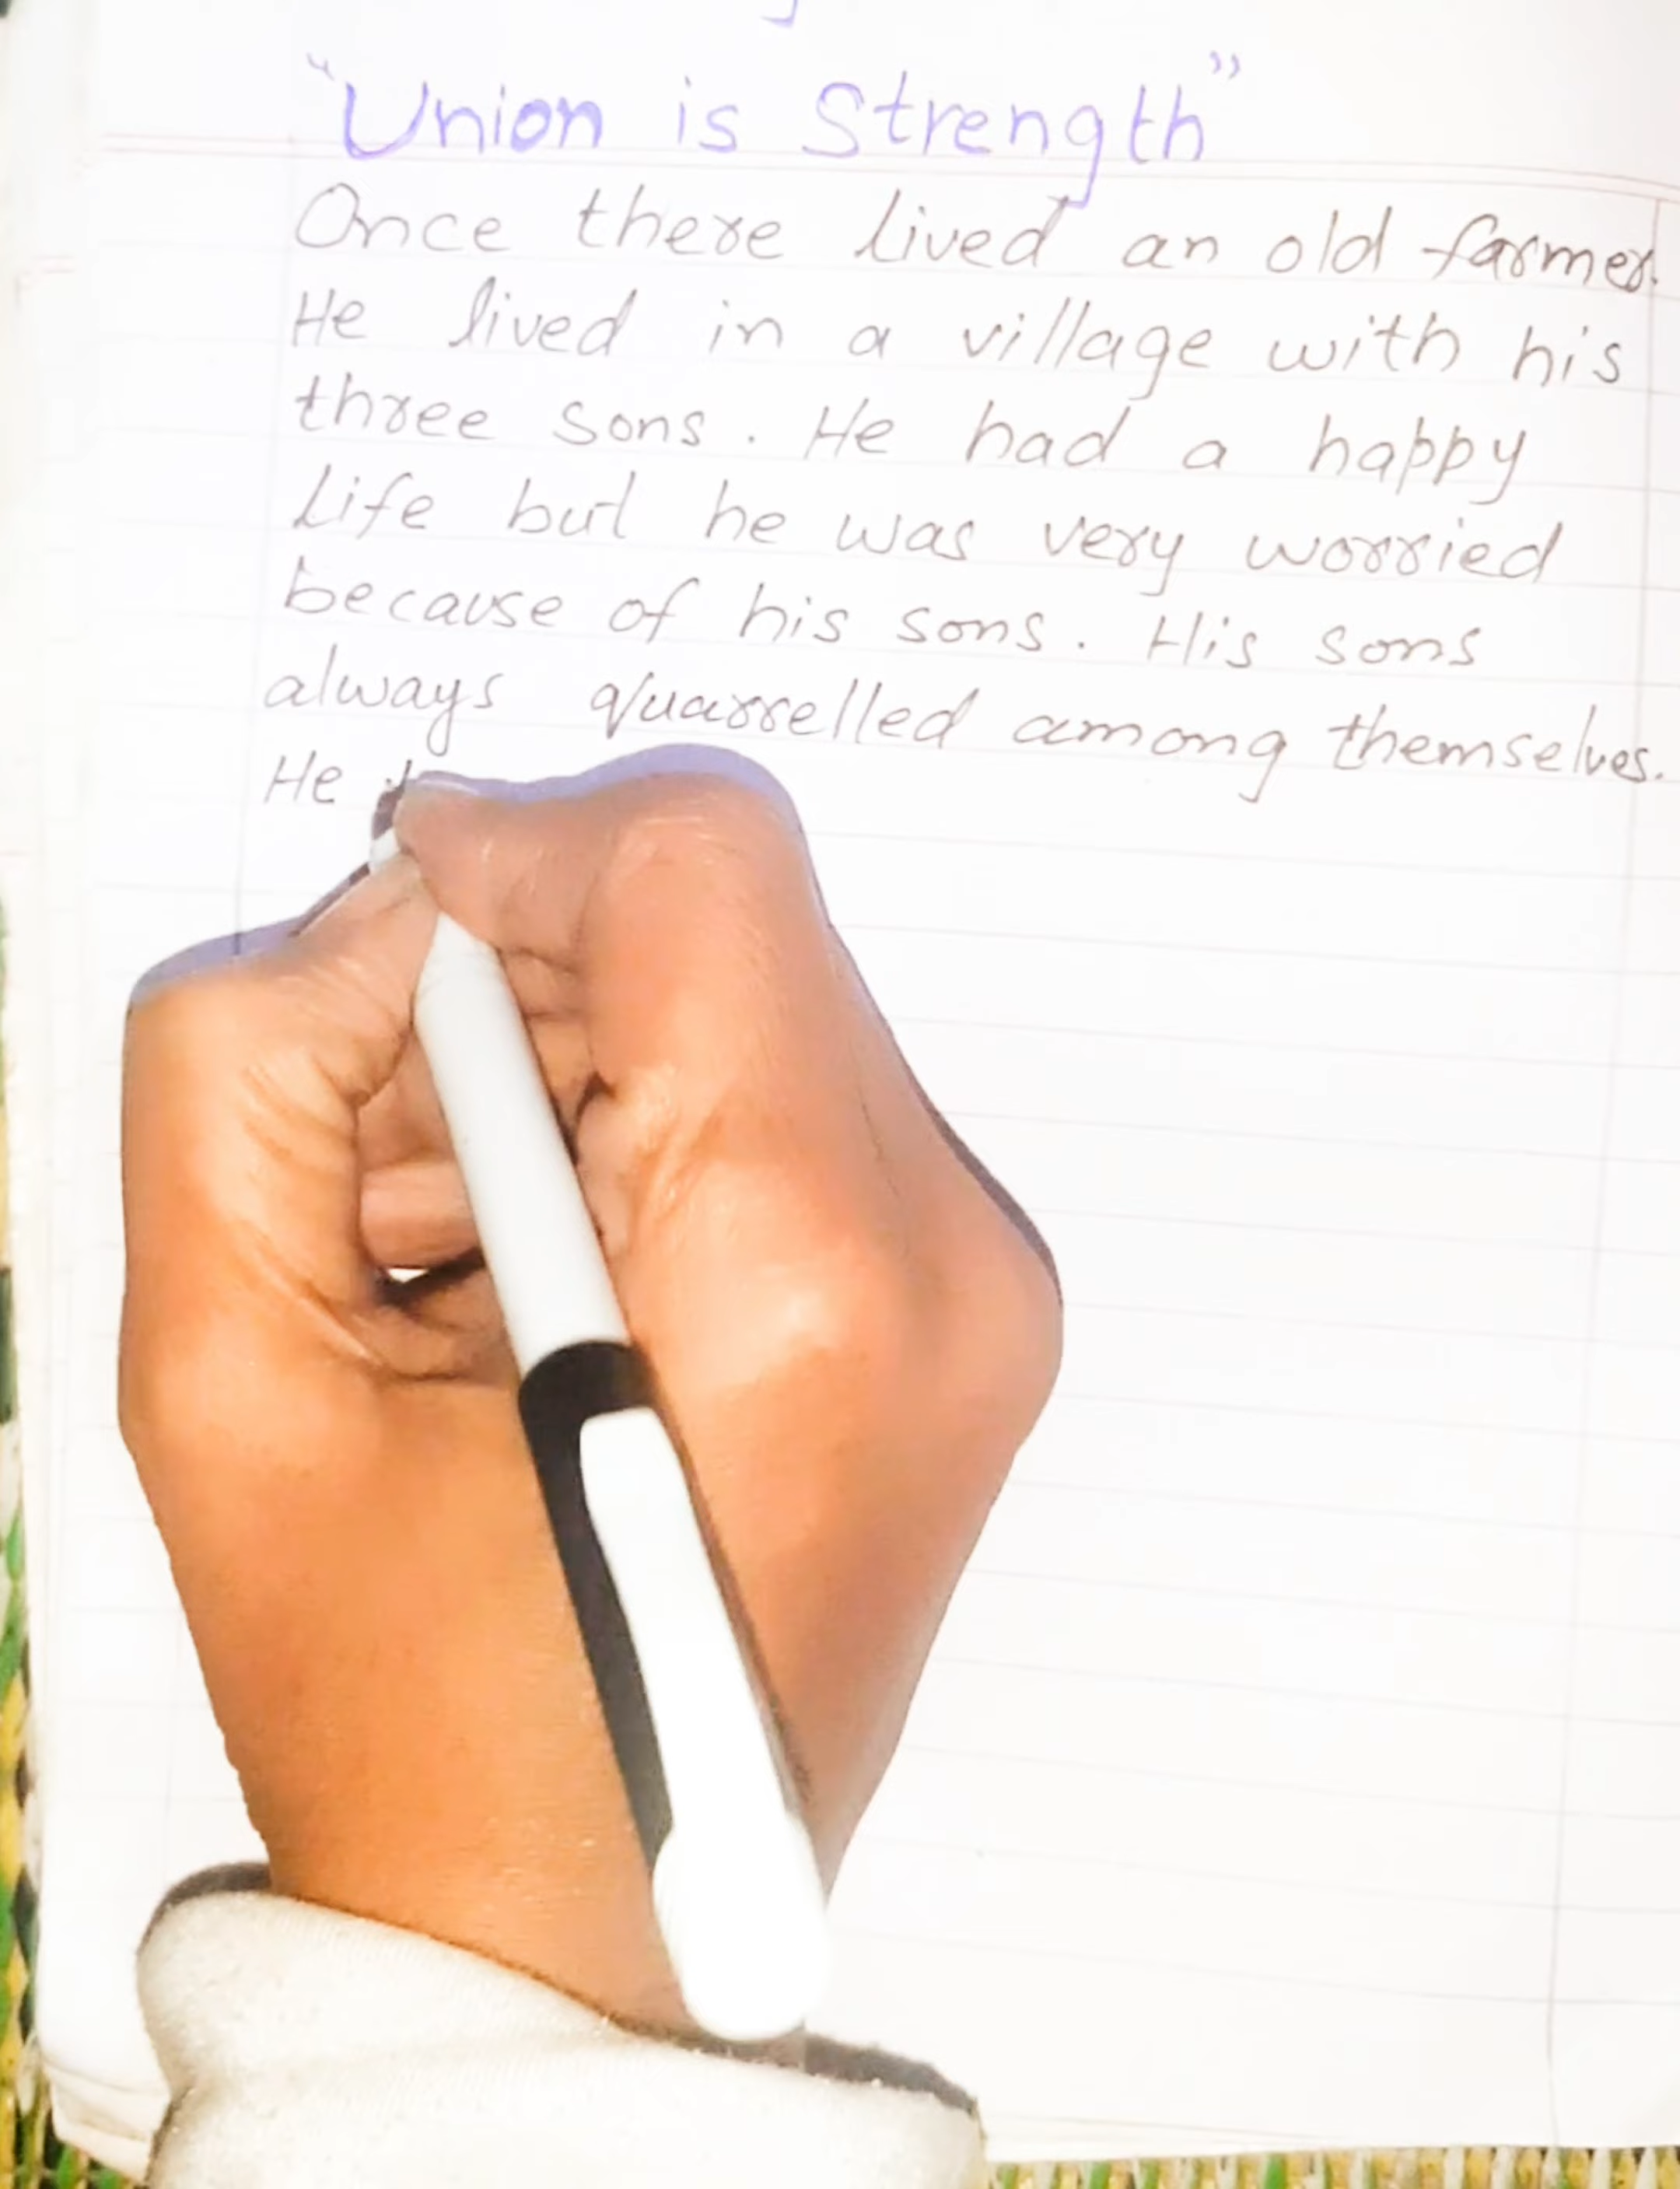 "Union is Strength"
Once there lived an old farmer.
He lived in a village with his
three sons. He had a happy
Life but he was very worried
because of his sons. His sons
always quarrelled among themselves.
He